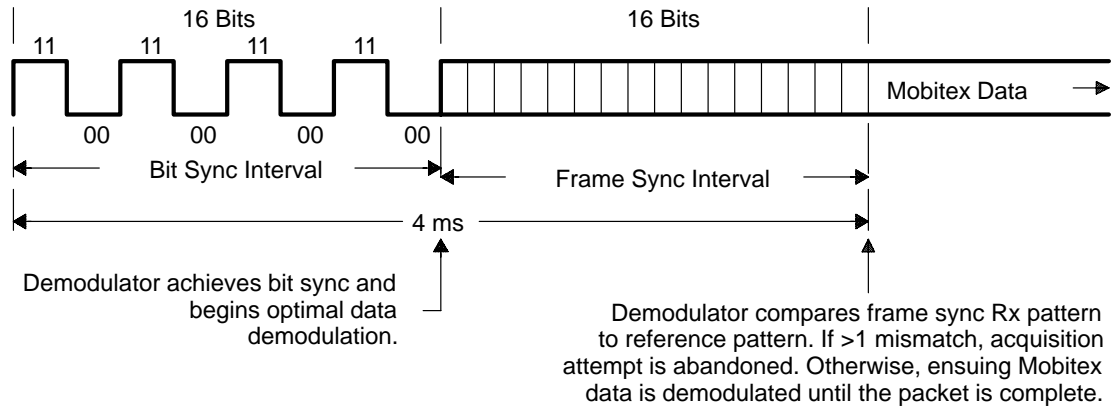 16 Bits
16 Bits
11
11
11
11
00
00
00
00
Mobitex Data
Bit Sync Interval
Frame Sync Interval
4 ms
Demodulator achieves bit sync and
begins optimal data
demodulation.
Demodulator compares frame sync Rx pattern
to reference pattern. If >1 mismatch, acquisition
attempt is abandoned. Otherwise, ensuing Mobitex
data is demodulated until the packet is complete.